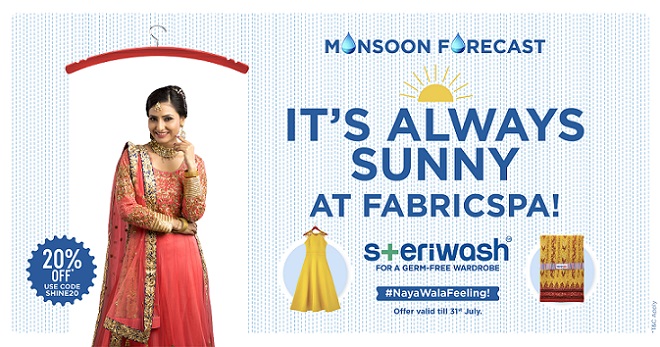 MONSOON FORECAST
IT'S ALWAYS
SUNNY
AT FABRICSPA!
steriwash
FOR A GERM-FREE WARDROBE
#NayaWalaFeeling!
Offer valid till 31st July.
20%
OFF*
USE CODE
SHINE20
*T&C Apply